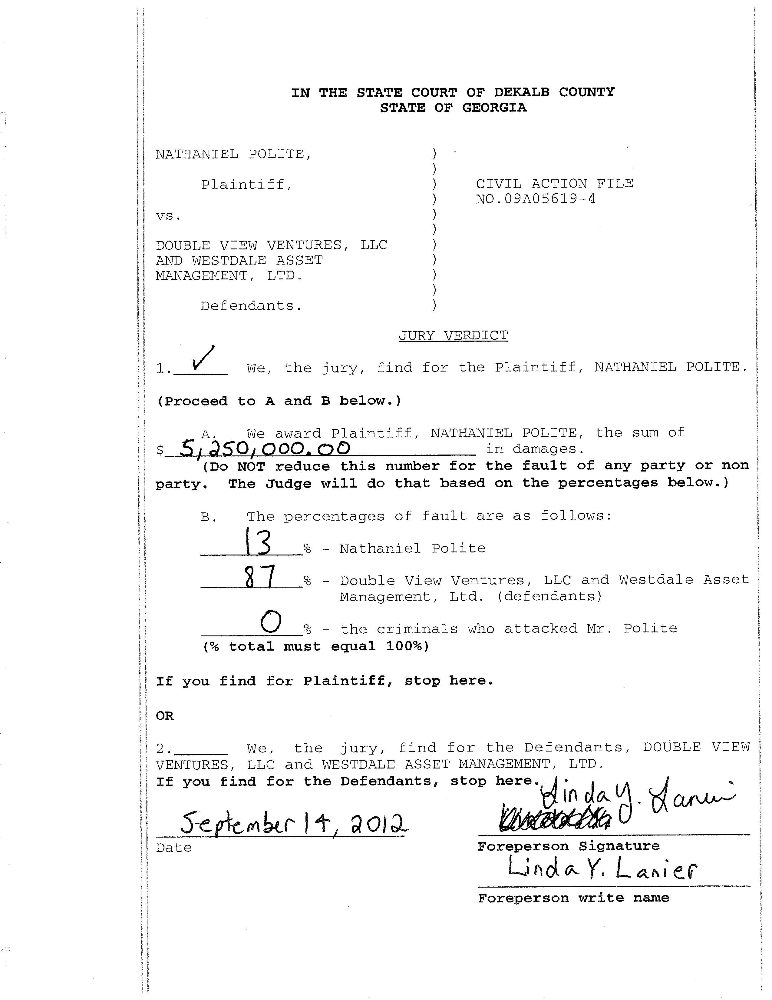 IN THE STATE COURT OF DEKALB COUNTY
STATE OF GEORGIA
NATHANIEL POLITE, )
)
Plaintiff, ) CIVIL ACTION FILE
) NO.09A05619-4
vs. )
)
DOUBLE VIEW VENTURES, LLC )
AND WESTDALE ASSET )
MANAGEMENT, LTD. )
)
Defendants. )
JURY VERDICT
1. ✓ We, the jury, find for the Plaintiff, NATHANIEL POLITE.
(Proceed to A and B below.)
A. We award Plaintiff, NATHANIEL POLITE, the sum of
$ 5,250,000.00 in damages.
(Do NOT reduce this number for the fault of any party or non
party. The Judge will do that based on the percentages below.)
B. The percentages of fault are as follows:
13 % - Nathaniel Polite
87 % - Double View Ventures, LLC and Westdale Asset
Management, Ltd. (defendants)
0 % - the criminals who attacked Mr. Polite
(% total must equal 100%)
If you find for Plaintiff, stop here.
OR
2. We, the jury, find for the Defendants, DOUBLE VIEW
VENTURES, LLC and WESTDALE ASSET MANAGEMENT, LTD.
If you find for the Defendants, stop here.
Linda Y. Lanier
September 14, 2012
Date
Foreperson Signature
Linda Y. Lanier
Foreperson write name